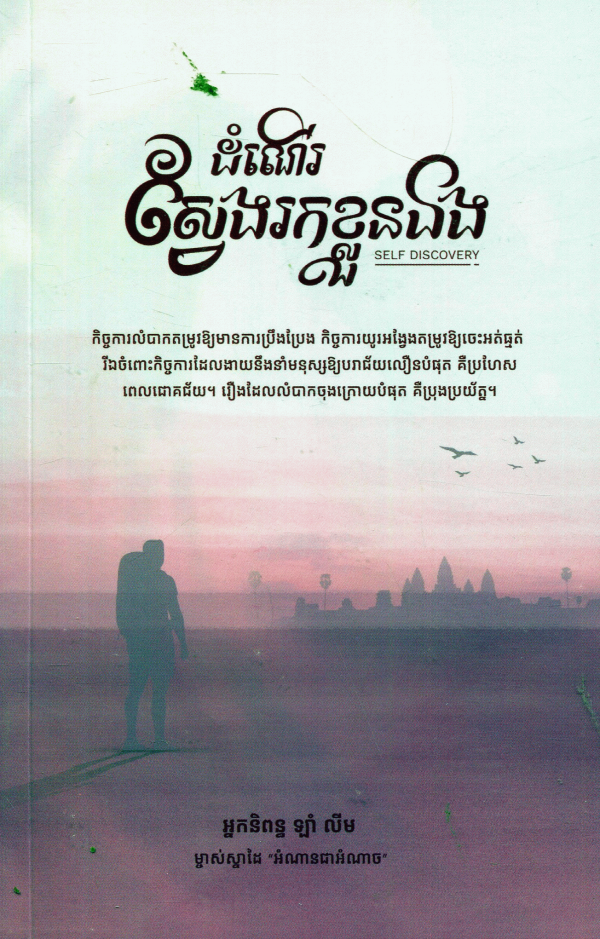 ដំណើរ
ស្វែងរកខ្លួនឯង
SELF DISCOVERY
កិច្ចការលំបាកតម្រូវឱ្យមានការប្រឹងប្រែង កិច្ចការយូរអង្វែងតម្រូវឱ្យចេះអត់ធ្មត់
រីឯចំពោះកិច្ចការដែលងាយនឹងនាំមនុស្សឱ្យបរាជ័យលឿនបំផុត គឺប្រហែស
ពេលជោគជ័យ។ រឿងដែលលំបាកចុងក្រោយបំផុត គឺប្រុងប្រយ័ត្ន។
អ្នកនិពន្ធ ឡាំ លីម
ម្ចាស់ស្នាដៃ “អំណានជាអំណាច”